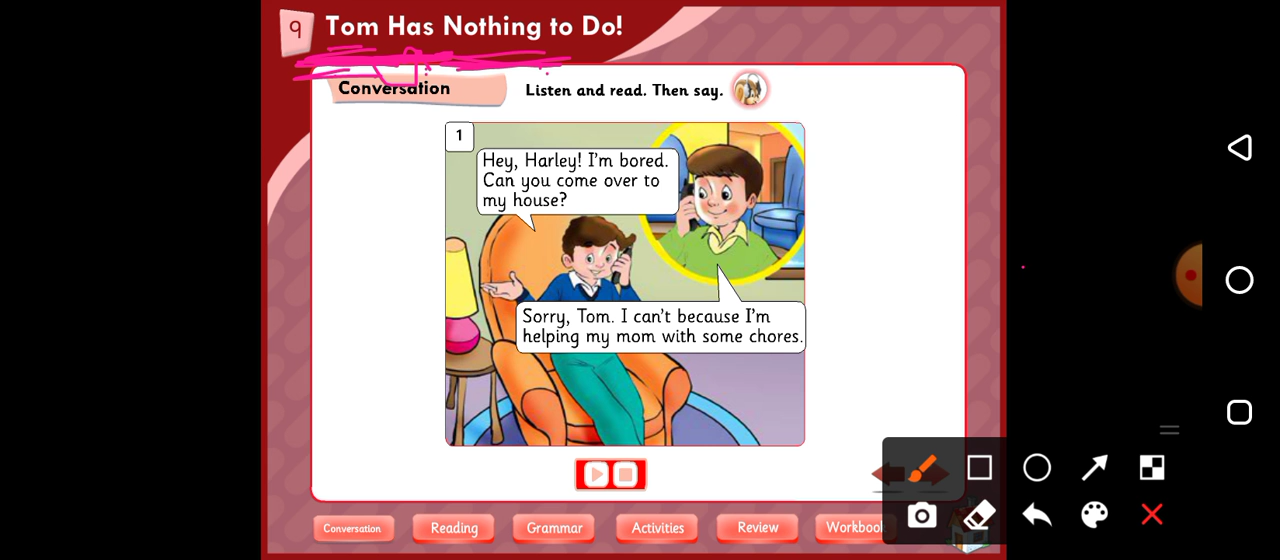 9
Tom Has Nothing to Do!
Conversation
Listen and read. Then say.
1
Hey, Harley! I'm bored.
Can you come over to
my house?
Sorry, Tom. I can't because I'm
helping my mom with some chores.
Conversation
Reading
Grammar
Activities
Review
Workbook